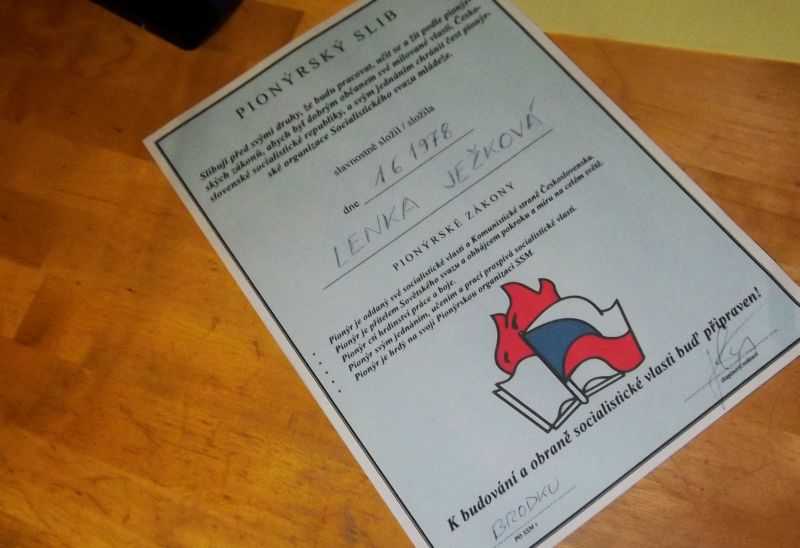 PIONÝRSKÝ SLIB
Slibuji před svými druhy, že budu pracovat, učit se a žít podle pionýr-
ských zákonů, abych byl dobrým občanem své milované vlasti, Česko-
slovenské socialistické republiky, a svým jednáním chránit čest pionýr-
ské organizace Socialistického svazu mládeže.
slavnostně složil / složila
dne 1 6 1978
LENKA JEŽKOVÁ
PIONÝRSKÉ ZÁKONY
Pionýr je oddaný své socialistické vlasti a Komunistické straně Československa.
Pionýr je přítelem Sovětského svazu a obhájcem pokroku a míru na celém světě.
Pionýr ctí hrdinství práce a boje.
Pionýr svým jednáním, učením a prací prospívá socialistické vlasti.
Pionýr je hrdý na svoji Pionýrskou organizaci SSM.
K budování a obraně socialistické vlasti buď připraven!
skupinový vedoucí
BRODKU
PO SSM v